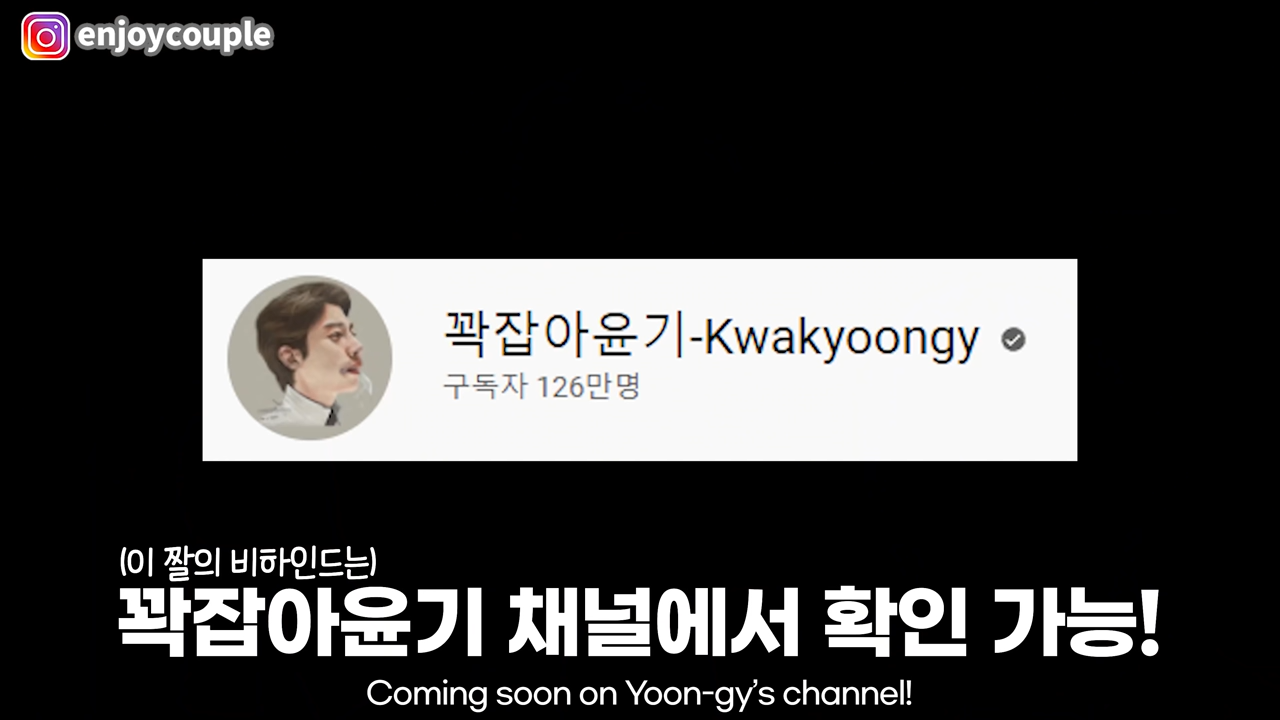 enjoycouple
꽉잡아윤기-Kwakyoongy
구독자 126만명
(이 짤의 비하인드는)
꽉잡아윤기 채널에서 확인 가능!
Coming soon on Yoon-gy’s channel!